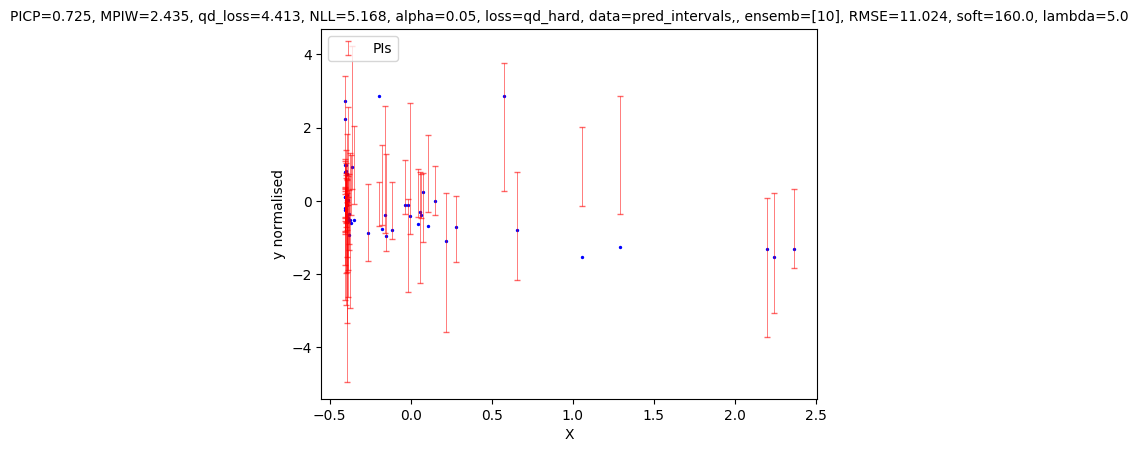 PICP=0.725, MPIW=2.435, qd_loss=4.413, NLL=5.168, alpha=0.05, loss=qd_hard, data=pred_intervals,, ensemb=[10], RMSE=11.024, soft=160.0, lambda=5.0
PIs
4
2
0
−2
−4
y normalised
−0.5 0.0 0.5 1.0 1.5 2.0 2.5
X